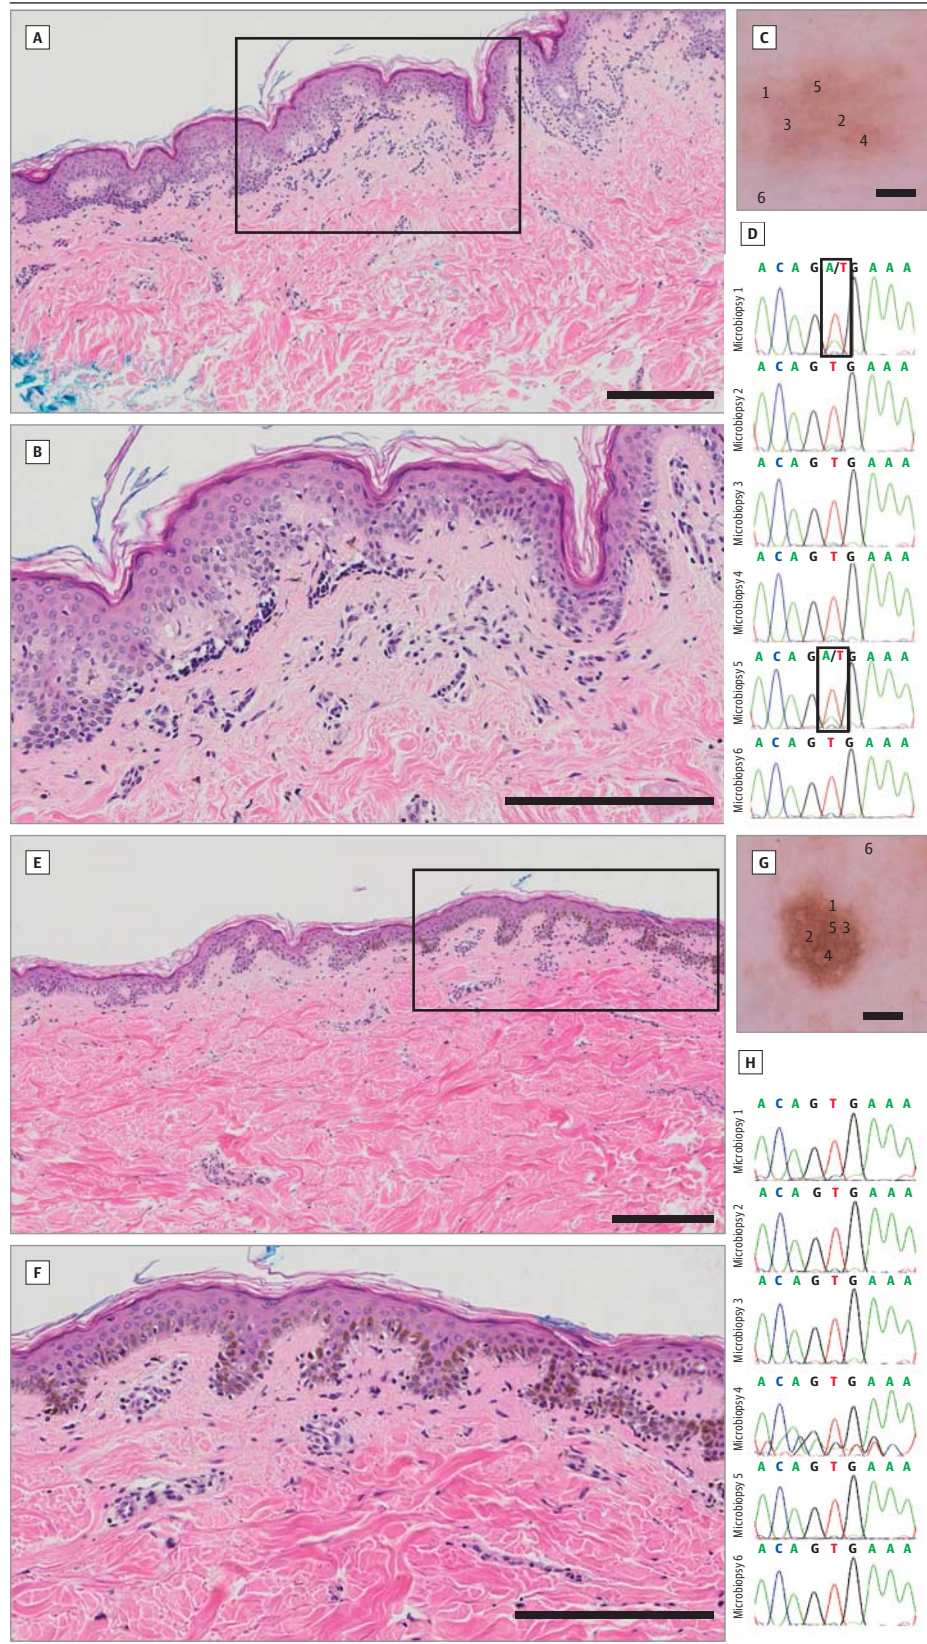 A
C
1
5
3
2
4
6
D
A C A G A/T G A A A
Microbiopsy 1
A C A G T G A A A
Microbiopsy 2
A C A G T G A A A
Microbiopsy 3
A C A G T G A A A
Microbiopsy 4
A C A G A/T G A A A
Microbiopsy 5
A C A G T G A A A
Microbiopsy 6
B
E
G
6
1
2
5 3
4
H
A C A G T G A A A
Microbiopsy 1
A C A G T G A A A
Microbiopsy 2
A C A G T G A A A
Microbiopsy 3
A C A G T G A A A
Microbiopsy 4
A C A G T G A A A
Microbiopsy 5
A C A G T G A A A
Microbiopsy 6
F